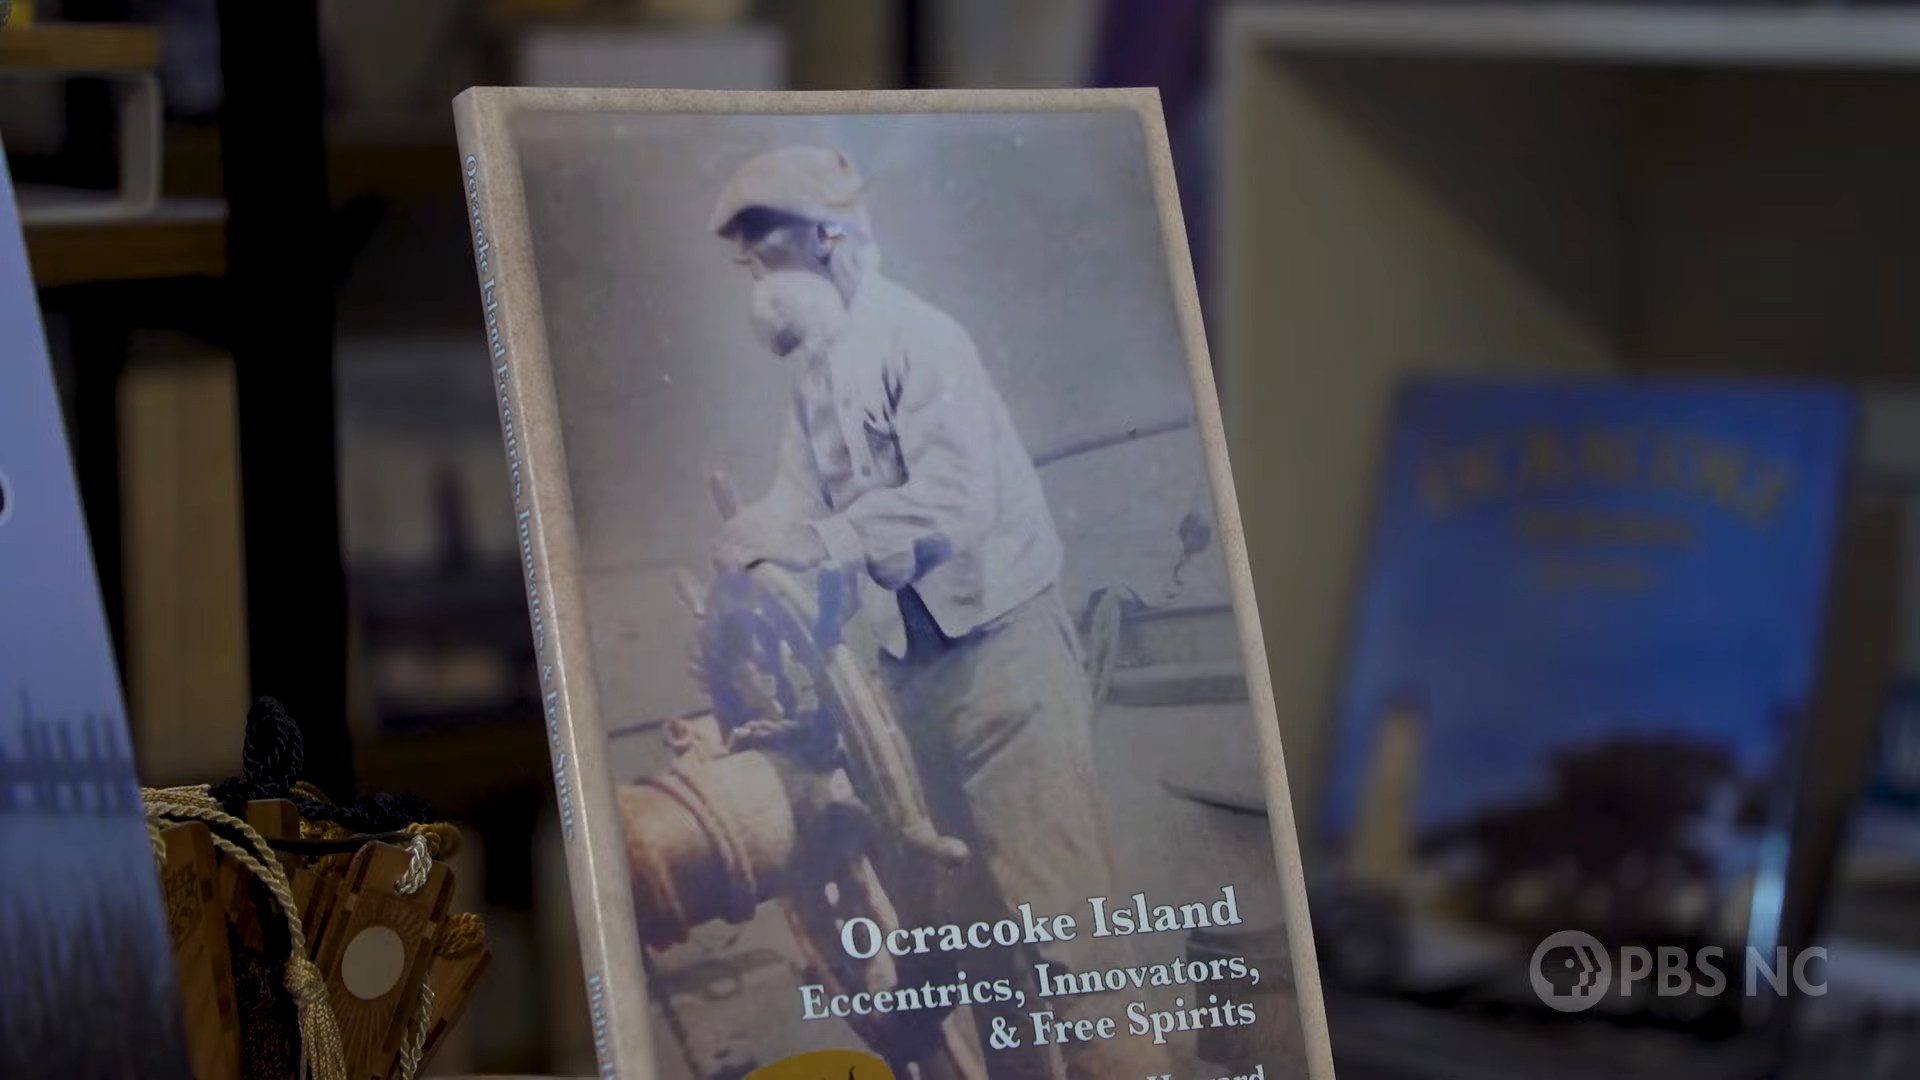 Ocracoke Island Eccentrics, Innovators, & Free Spirits
Ocracoke Island
Eccentrics, Innovators,
& Free Spirits
PBS NC